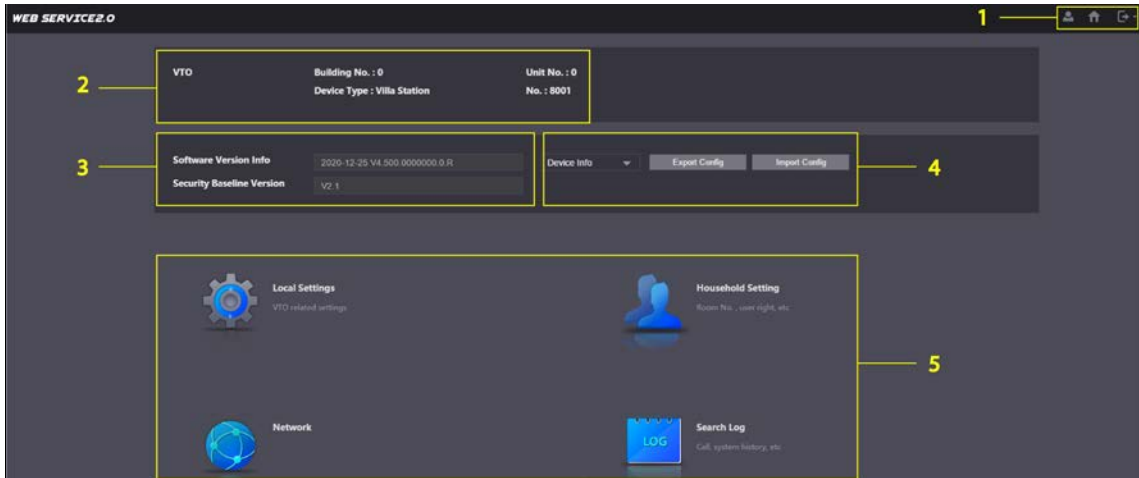 WEB SERVICE2.0
1
2
VTO Building No. : 0 Unit No. : 0
Device Type : Villa Station No. : 8001
3
Software Version Info 2020-12-25 V4.500.0000000.0.R
Security Baseline Version V2.1
Device Info Export Config Import Config
4
Local Settings
VTO related settings
Household Setting
Room No. , user right, etc
5
Network
LOG
Search Log
Call, system history, etc